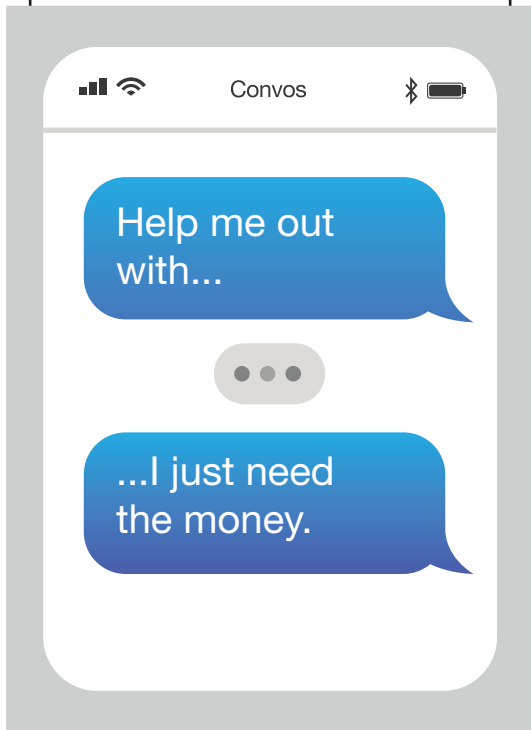 Convos
Help me out
with...
...I just need
the money.